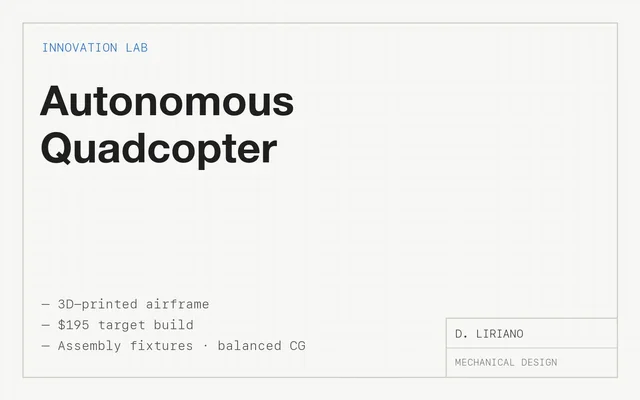 INNOVATION LAB
Autonomous
Quadcopter
— 3D–printed airframe
— $195 target build
— Assembly fixtures · balanced CG
D. LIRIANO
MECHANICAL DESIGN